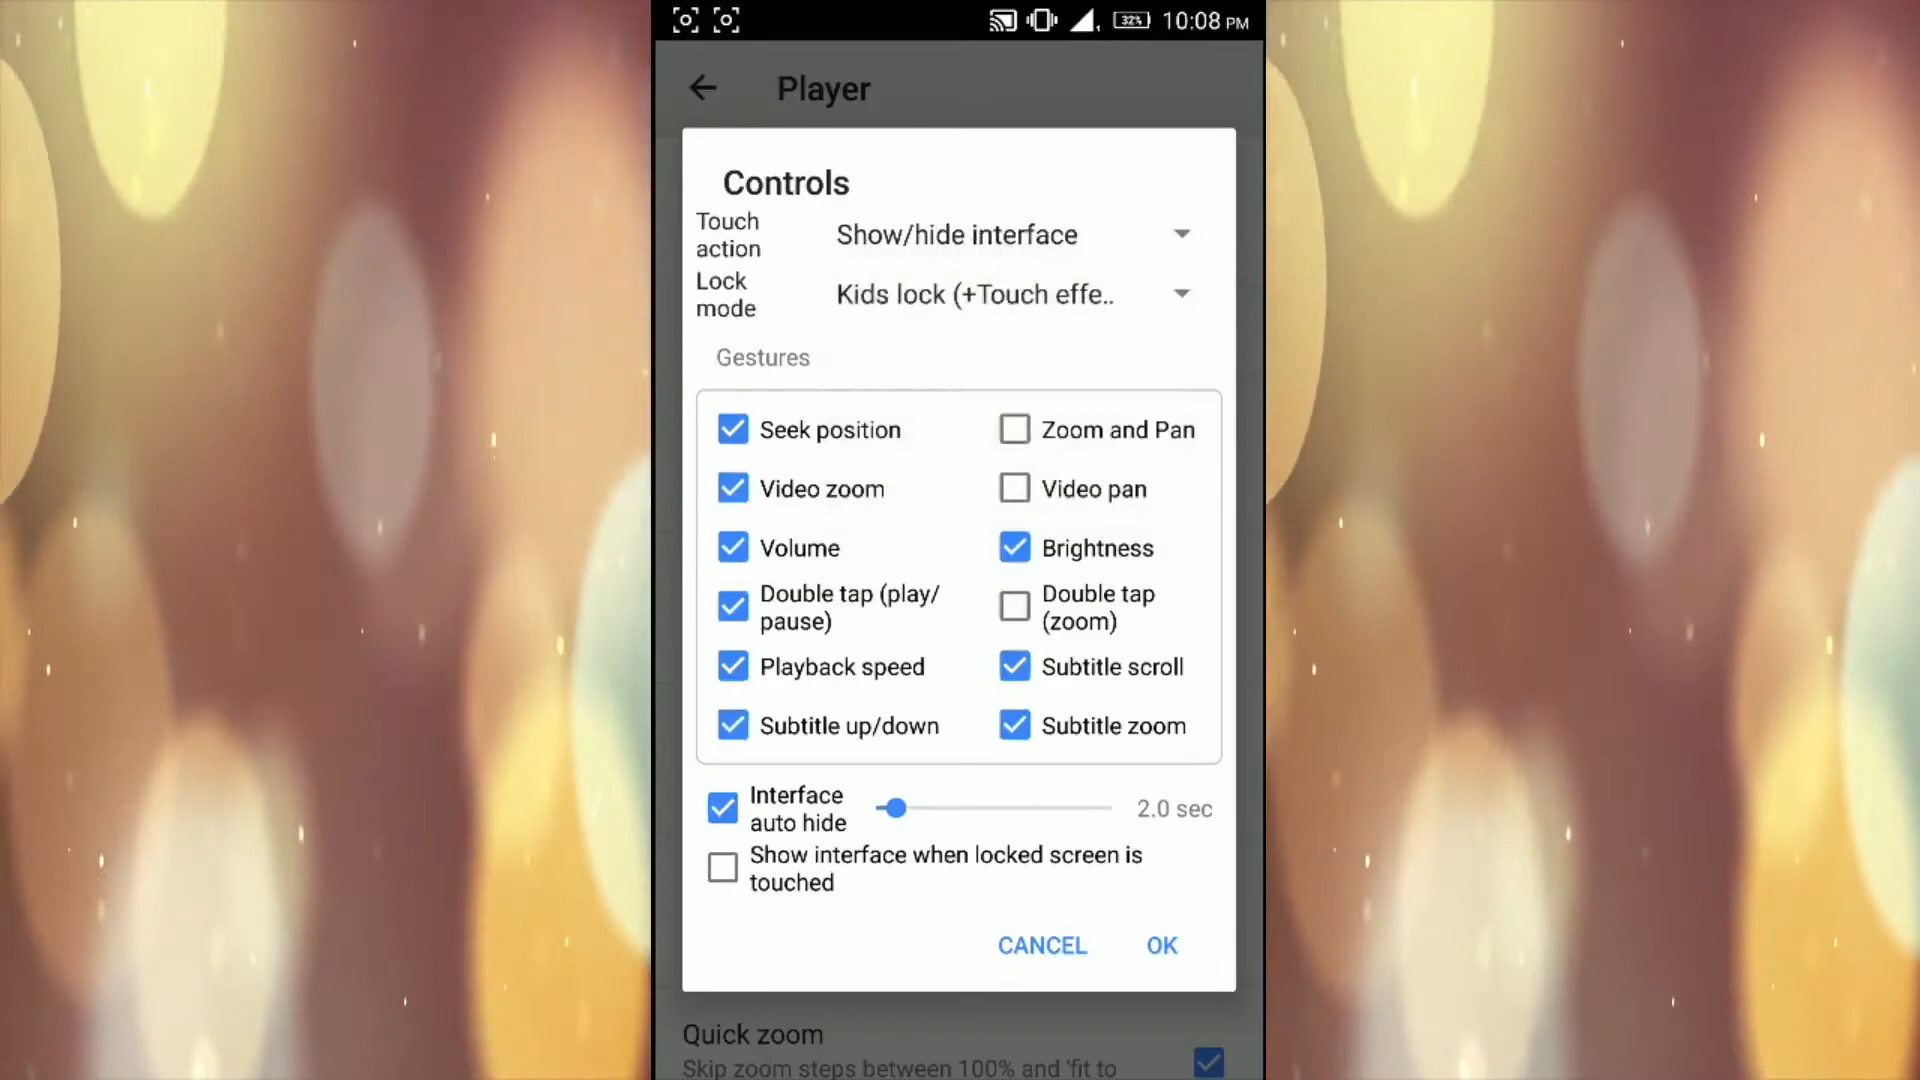 32% 10:08 PM
Player
Controls
Touch
action
Show/hide interface
Lock
mode
Kids lock (+Touch effe..
Gestures
Seek position
Zoom and Pan
Video zoom
Video pan
Volume
Brightness
Double tap (play/
pause)
Double tap
(zoom)
Playback speed
Subtitle scroll
Subtitle up/down
Subtitle zoom
Interface
auto hide
2.0 sec
Show interface when locked screen is
touched
CANCEL OK
Quick zoom
Skip zoom steps between 100% and 'fit to